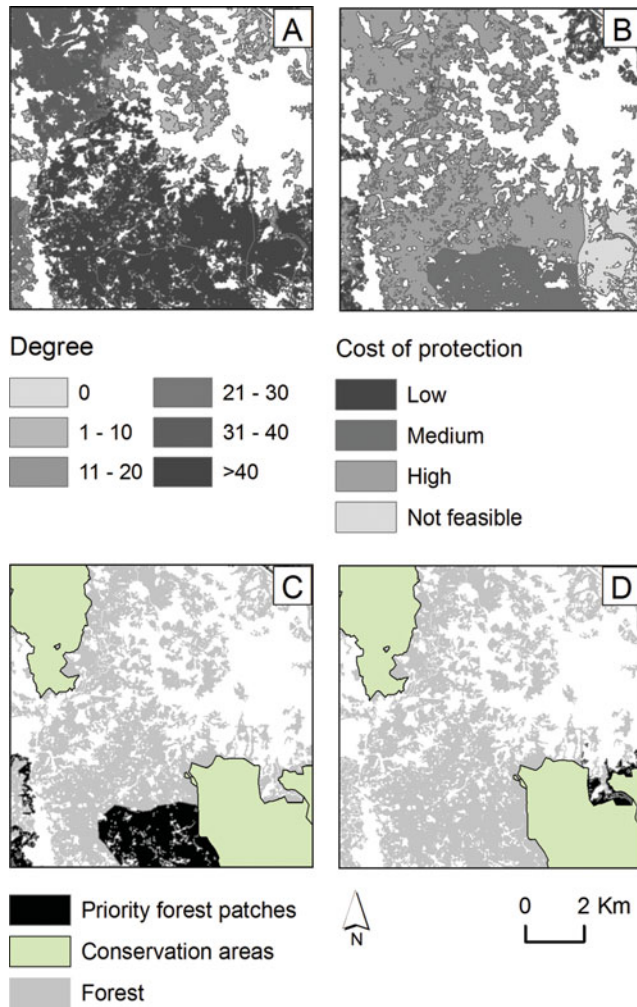 A
B
Degree
0
1 - 10
11 - 20
21 - 30
31 - 40
>40
Cost of protection
Low
Medium
High
Not feasible
C
D
Priority forest patches
Conservation areas
Forest
N
0 2 Km